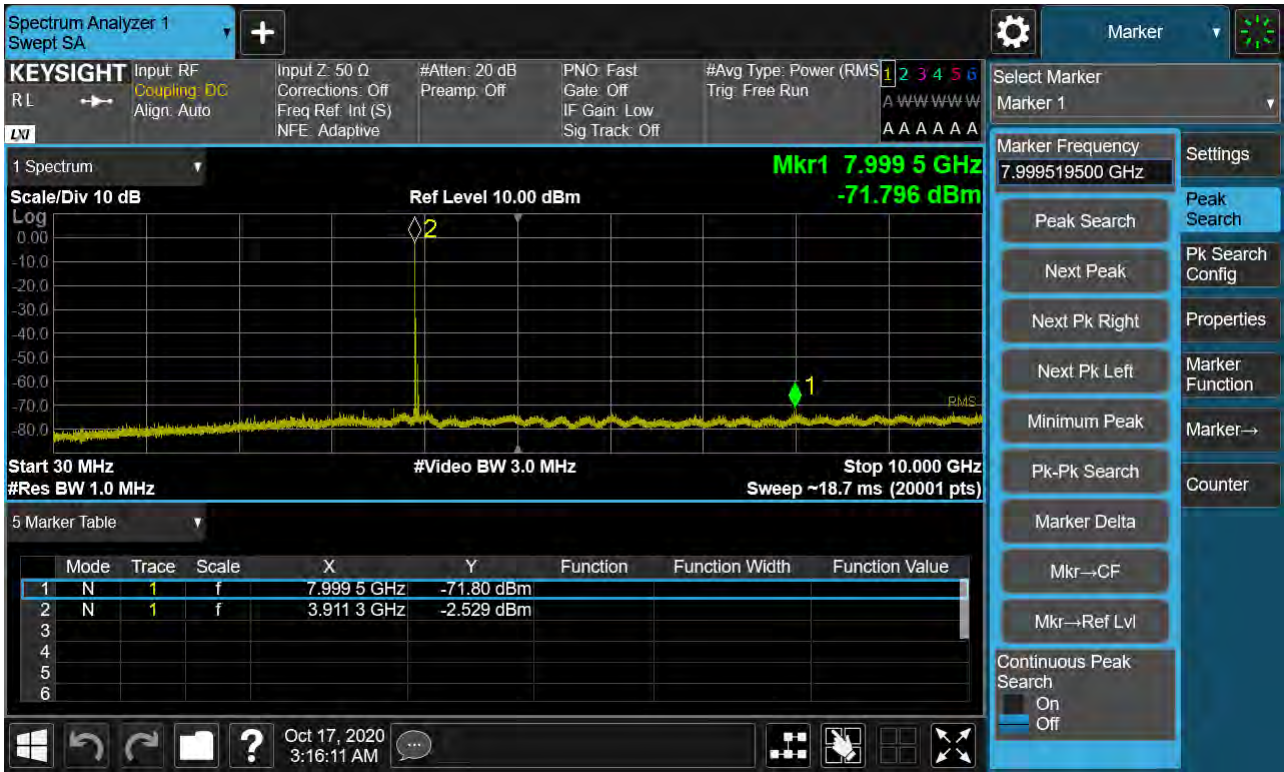 Spectrum Analyzer 1
Swept SA
+
Marker
KEYSIGHT
RL
LXI
Input: RF
Coupling: DC
Align: Auto
Input Z: 50 Ω
Corrections: Off
Freq Ref: Int (S)
NFE: Adaptive
#Atten: 20 dB
Preamp: Off
PNO: Fast
Gate: Off
IF Gain: Low
Sig Track: Off
#Avg Type: Power (RMS
Trig: Free Run
1 2 3 4 5 6
A W W W W W
A A A A A A
Select Marker
Marker 1
1 Spectrum
Mkr1 7.999 5 GHz
-71.796 dBm
Scale/Div 10 dB
Ref Level 10.00 dBm
Log
0.00
-10.0
-20.0
-30.0
-40.0
-50.0
-60.0
-70.0
-80.0
2
1
RMS
Start 30 MHz
#Video BW 3.0 MHz
Stop 10.000 GHz
#Res BW 1.0 MHz
Sweep ~18.7 ms (20001 pts)
5 Marker Table
Mode Trace Scale X Y Function Function Width Function Value
1 N 1 f 7.999 5 GHz -71.80 dBm
2 N 1 f 3.911 3 GHz -2.529 dBm
3
4
5
6
Marker Frequency
7.999519500 GHz
Peak Search
Next Peak
Next Pk Right
Next Pk Left
Minimum Peak
Pk-Pk Search
Marker Delta
Mkr→CF
Mkr→Ref Lvl
Continuous Peak
Search
On
Off
Settings
Peak
Search
Pk Search
Config
Properties
Marker
Function
Marker→
Counter
?
Oct 17, 2020
3:16:11 AM